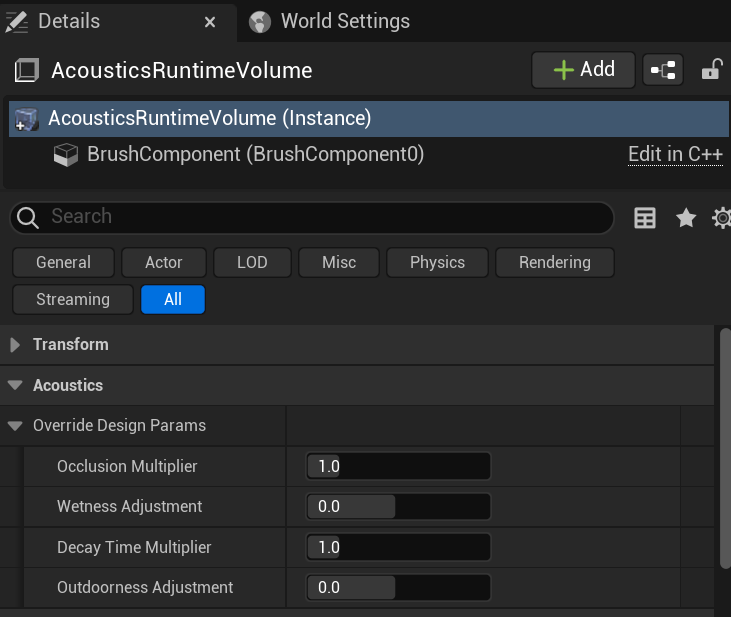 Details
World Settings
AcousticsRuntimeVolume
Add
AcousticsRuntimeVolume (Instance)
BrushComponent (BrushComponent0)
Edit in C++
Search
General
Actor
LOD
Misc
Physics
Rendering
Streaming
All
Transform
Acoustics
Override Design Params
Occlusion Multiplier
1.0
Wetness Adjustment
0.0
Decay Time Multiplier
1.0
Outdoorness Adjustment
0.0